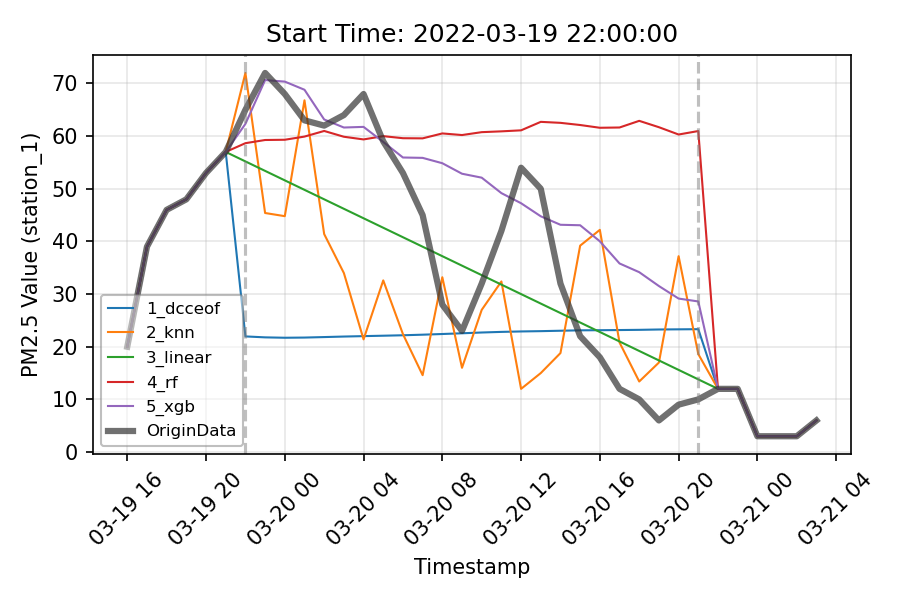 Start Time: 2022-03-19 22:00:00
PM2.5 Value (station_1)
70
60
50
40
30
20
10
0
1_dcceof
2_knn
3_linear
4_rf
5_xgb
OriginData
03-19 16
03-19 20
03-20 00
03-20 04
03-20 08
03-20 12
03-20 16
03-20 20
03-21 00
03-21 04
Timestamp